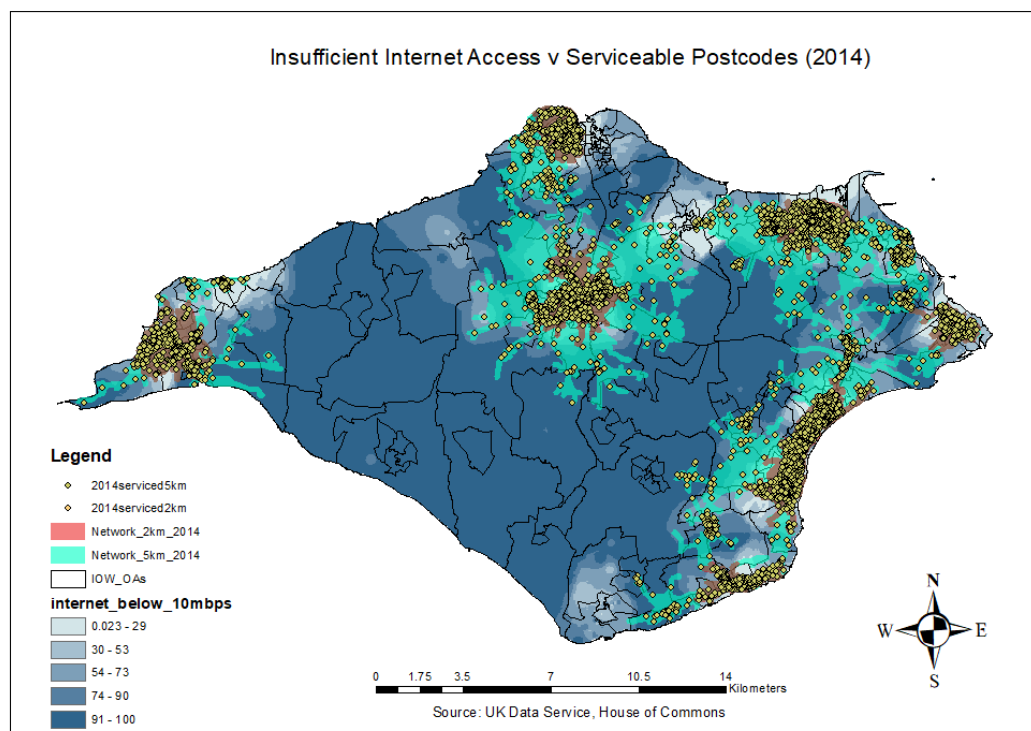 Insufficient Internet Access v Serviceable Postcodes (2014)
Legend
2014serviced5km
2014serviced2km
Network_2km_2014
Network_5km_2014
IOW_OAs
internet_below_10mbps
0.023 - 29
30 - 53
54 - 73
74 - 90
91 - 100
0 1.75 3.5 7 10.5 14
Kilometers
Source: UK Data Service, House of Commons
N
W E
S